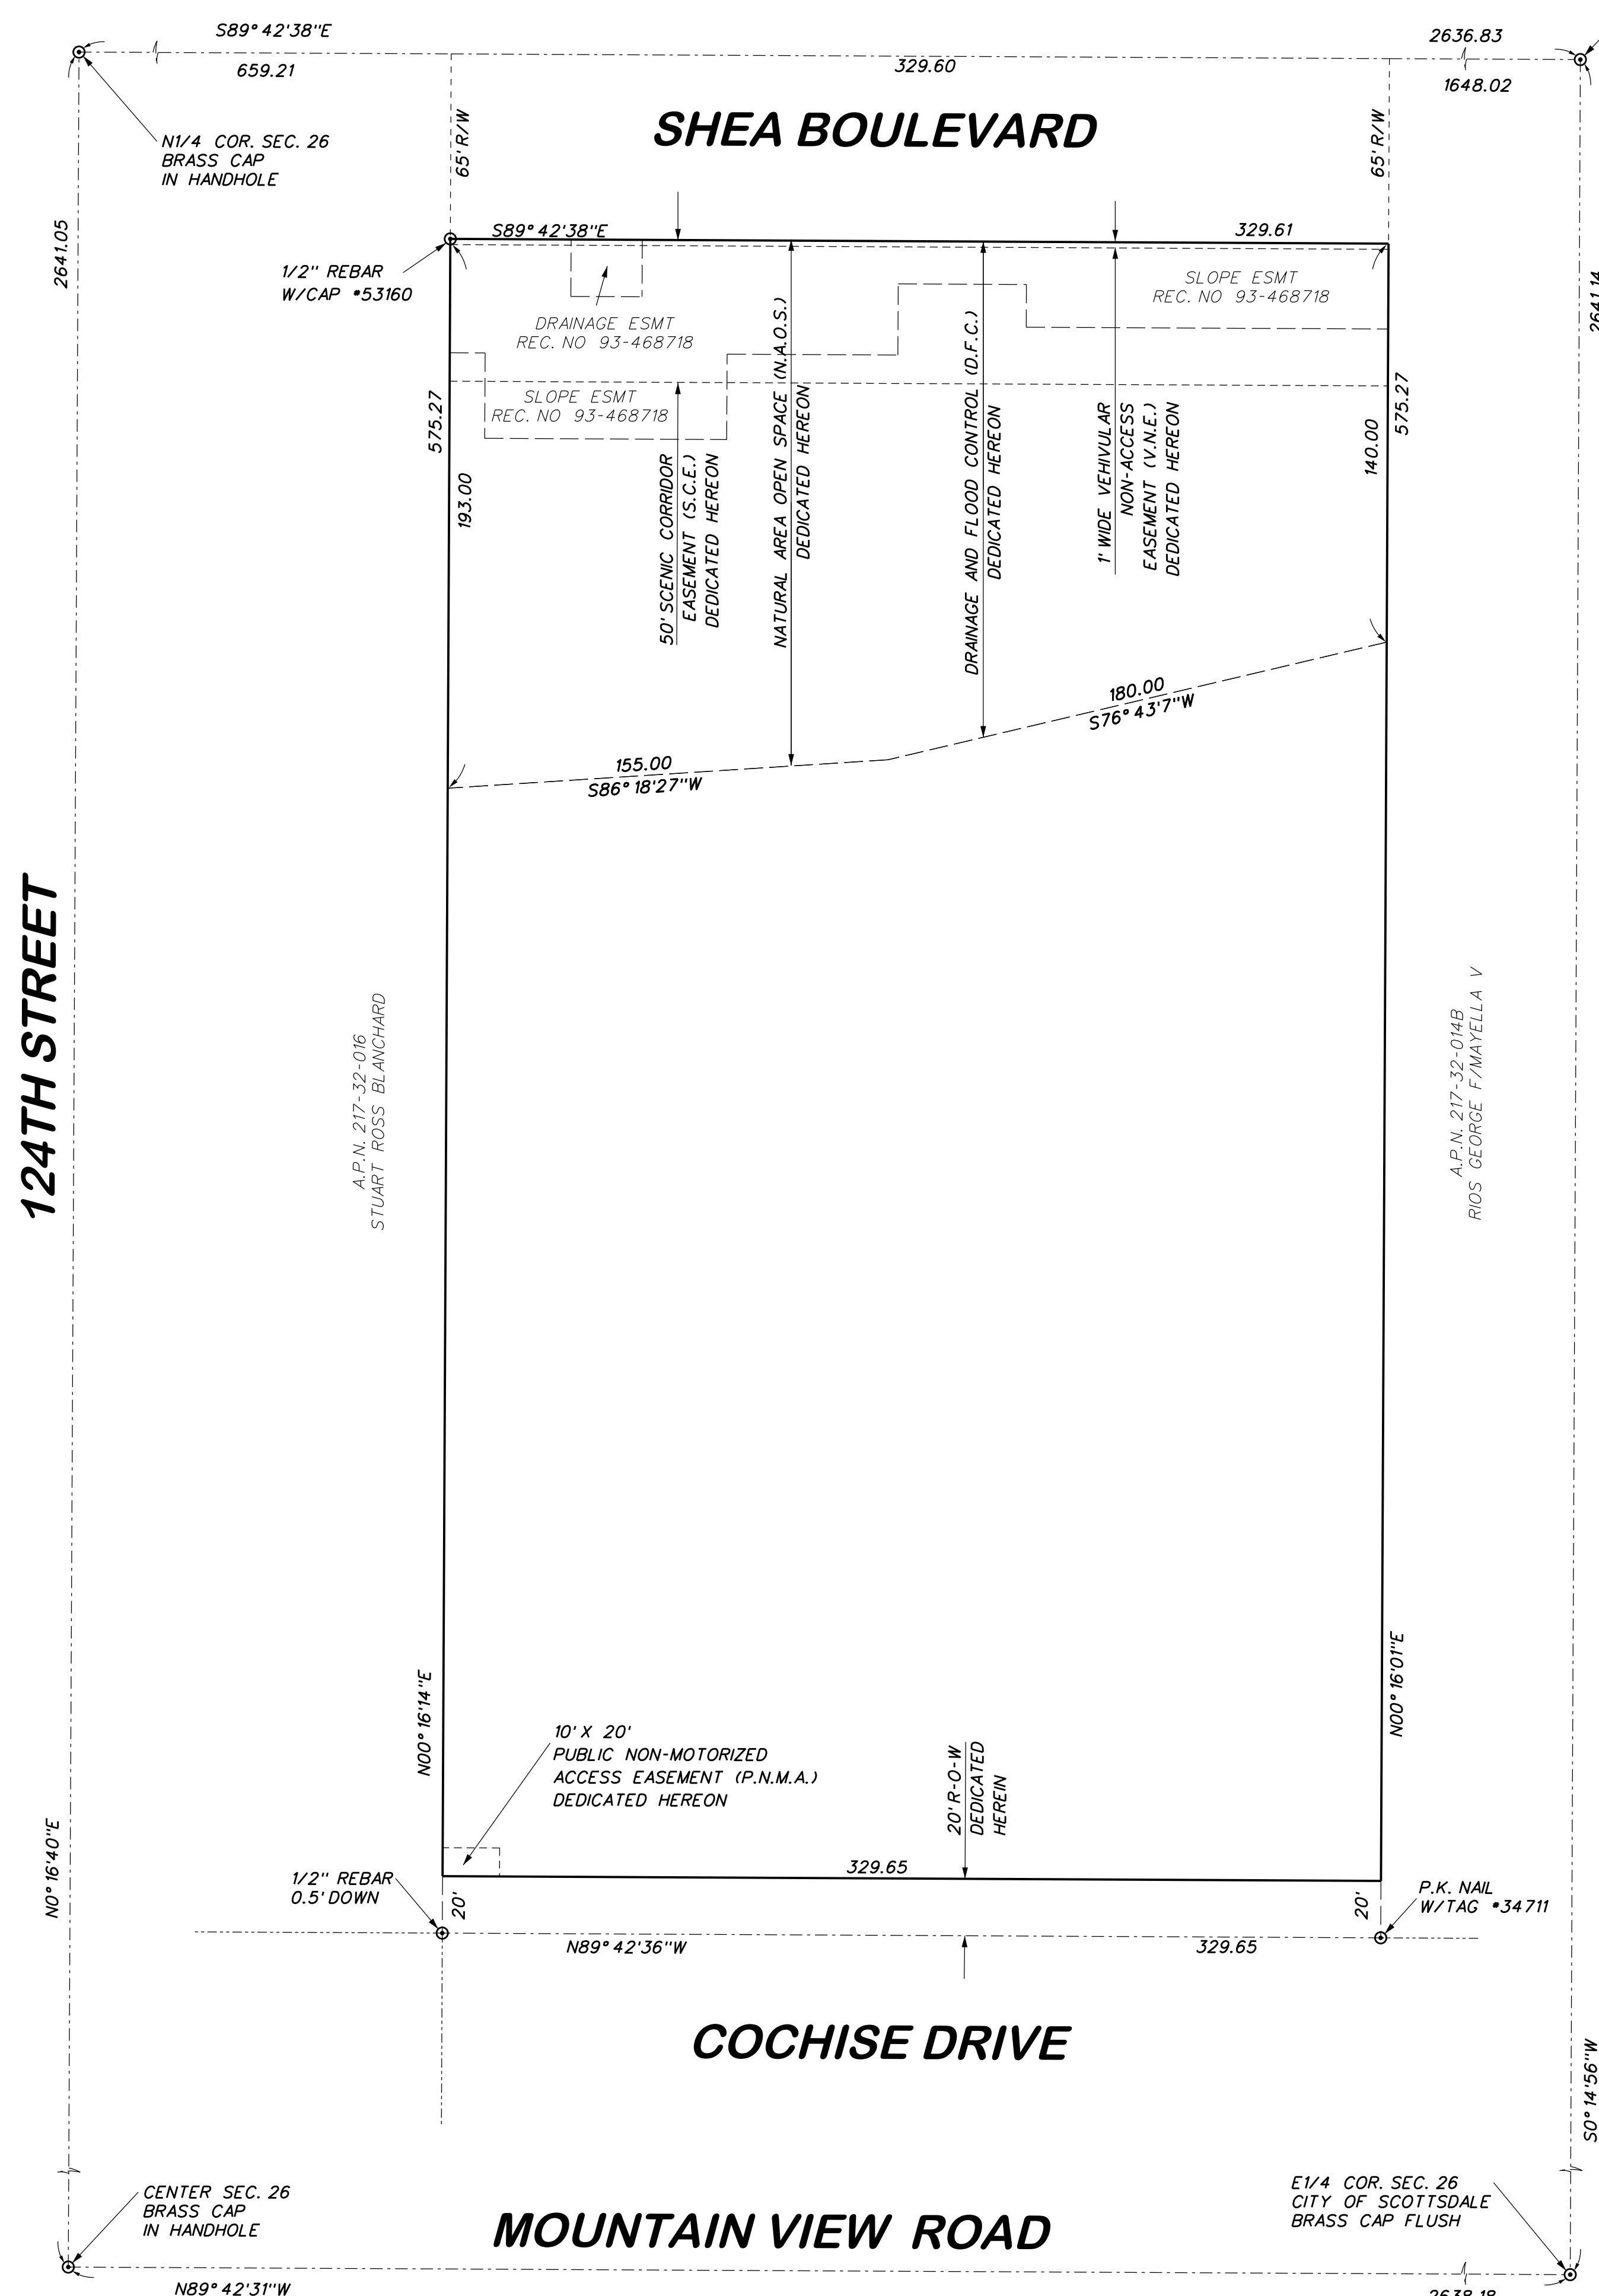 S89°42'38"E
659.21
329.60
2636.83
1648.02
N1/4 COR. SEC. 26
BRASS CAP
IN HANDHOLE
65' R/W
SHEA BOULEVARD
65' R/W
2641.05
2641.14
S89°42'38"E
329.61
1/2" REBAR
W/CAP #53160
DRAINAGE ESMT
REC. NO 93-468718
SLOPE ESMT
REC. NO 93-468718
SLOPE ESMT
REC. NO 93-468718
575.27
193.00
50' SCENIC CORRIDOR
EASEMENT (S.C.E.)
DEDICATED HEREON
NATURAL AREA OPEN SPACE (N.A.O.S.)
DEDICATED HEREON
DRAINAGE AND FLOOD CONTROL (D.F.C.)
DEDICATED HEREON
1' WIDE VEHIVULAR
NON-ACCESS
EASEMENT (V.N.E.)
DEDICATED HEREON
140.00
575.27
180.00
S76°43'7"W
155.00
S86°18'27"W
124TH STREET
A.P.N. 217-32-016
STUART ROSS BLANCHARD
A.P.N. 217-32-014B
RIOS GEORGE F/MAYELLA V
N00°16'14"E
N00°16'01"E
10' X 20'
PUBLIC NON-MOTORIZED
ACCESS EASEMENT (P.N.M.A.)
DEDICATED HEREON
20' R-O-W
DEDICATED
HEREIN
N0°16'40"E
329.65
1/2" REBAR
0.5' DOWN
20'
20'
P.K. NAIL
W/TAG #34711
N89°42'36"W
329.65
COCHISE DRIVE
S0°14'56"W
CENTER SEC. 26
BRASS CAP
IN HANDHOLE
E1/4 COR. SEC. 26
CITY OF SCOTTSDALE
BRASS CAP FLUSH
MOUNTAIN VIEW ROAD
N89°42'31"W
2638.18